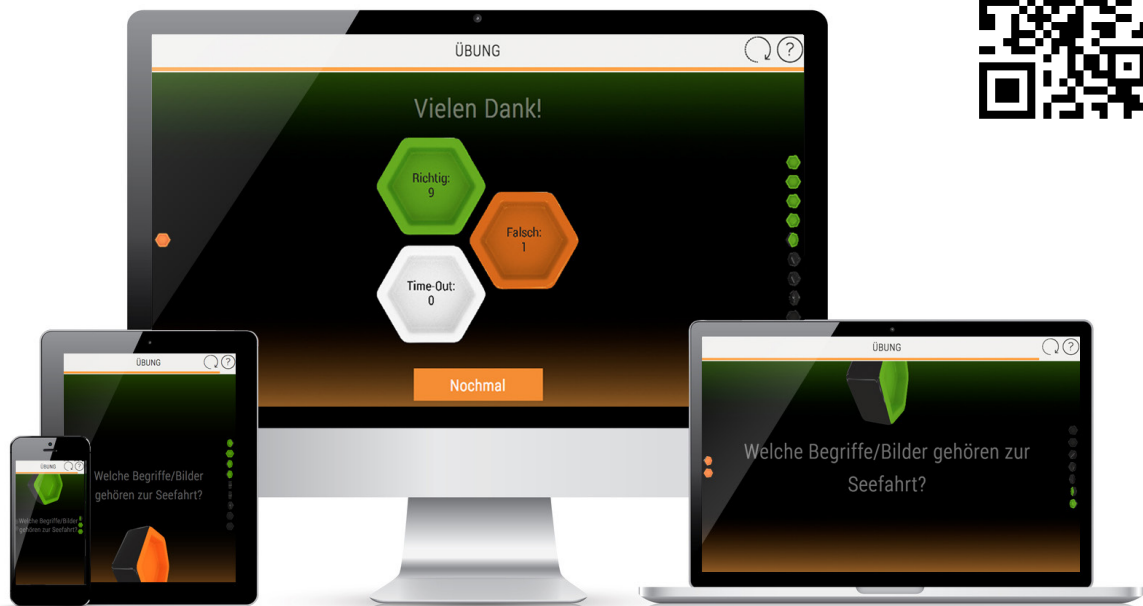 ÜBUNG
?
Vielen Dank!
Richtig:
9
Falsch:
1
Time-Out:
0
Nochmal
ÜBUNG
?
Welche Begriffe/Bilder
gehören zur Seefahrt?
ÜBUNG
?
Welche Begriffe/Bilder
gehören zur Seefahrt?
ÜBUNG
?
Welche Begriffe/Bilder gehören zur
Seefahrt?